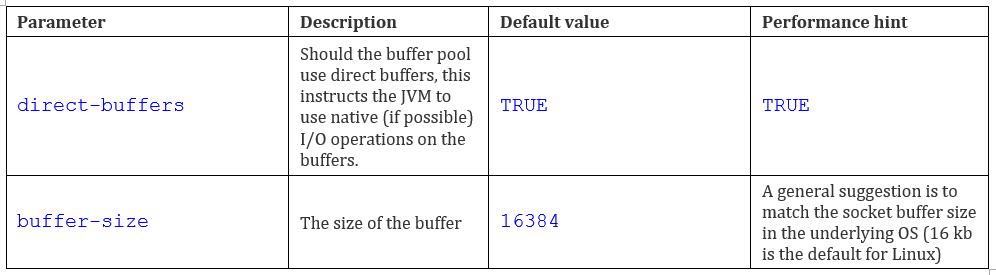 Parameter Description Default value Performance hint
direct-buffers
Should the buffer pool
use direct buffers, this
instructs the JVM to
use native (if possible)
I/O operations on the
buffers.
TRUE
TRUE
buffer-size
The size of the buffer
16384
A general suggestion is to
match the socket buffer size
in the underlying OS (16 kb
is the default for Linux)